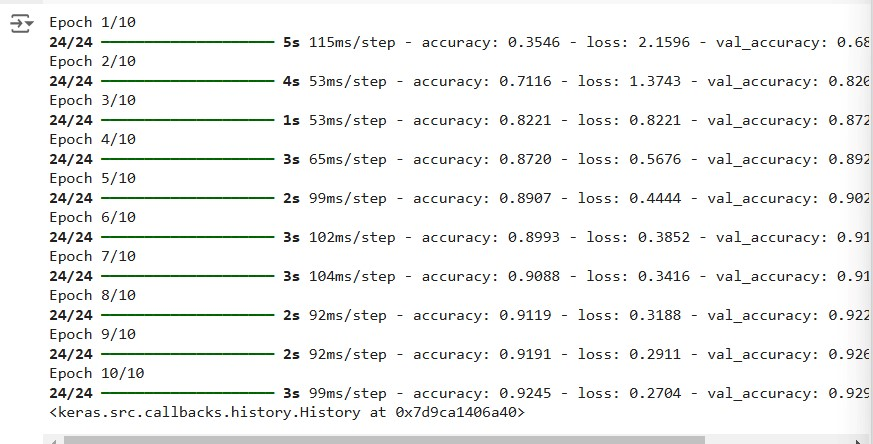 Epoch 1/10
24/24 ━━━━━━━━━━━━━━━━━━━━ 5s 115ms/step - accuracy: 0.3546 - loss: 2.1596 - val_accuracy: 0.68
Epoch 2/10
24/24 ━━━━━━━━━━━━━━━━━━━━ 4s 53ms/step - accuracy: 0.7116 - loss: 1.3743 - val_accuracy: 0.820
Epoch 3/10
24/24 ━━━━━━━━━━━━━━━━━━━━ 1s 53ms/step - accuracy: 0.8221 - loss: 0.8221 - val_accuracy: 0.872
Epoch 4/10
24/24 ━━━━━━━━━━━━━━━━━━━━ 3s 65ms/step - accuracy: 0.8720 - loss: 0.5676 - val_accuracy: 0.892
Epoch 5/10
24/24 ━━━━━━━━━━━━━━━━━━━━ 2s 99ms/step - accuracy: 0.8907 - loss: 0.4444 - val_accuracy: 0.902
Epoch 6/10
24/24 ━━━━━━━━━━━━━━━━━━━━ 3s 102ms/step - accuracy: 0.8993 - loss: 0.3852 - val_accuracy: 0.91
Epoch 7/10
24/24 ━━━━━━━━━━━━━━━━━━━━ 3s 104ms/step - accuracy: 0.9088 - loss: 0.3416 - val_accuracy: 0.91
Epoch 8/10
24/24 ━━━━━━━━━━━━━━━━━━━━ 2s 92ms/step - accuracy: 0.9119 - loss: 0.3188 - val_accuracy: 0.922
Epoch 9/10
24/24 ━━━━━━━━━━━━━━━━━━━━ 2s 92ms/step - accuracy: 0.9191 - loss: 0.2911 - val_accuracy: 0.926
Epoch 10/10
24/24 ━━━━━━━━━━━━━━━━━━━━ 3s 99ms/step - accuracy: 0.9245 - loss: 0.2704 - val_accuracy: 0.929
<keras.src.callbacks.history.History at 0x7d9ca1406a40>